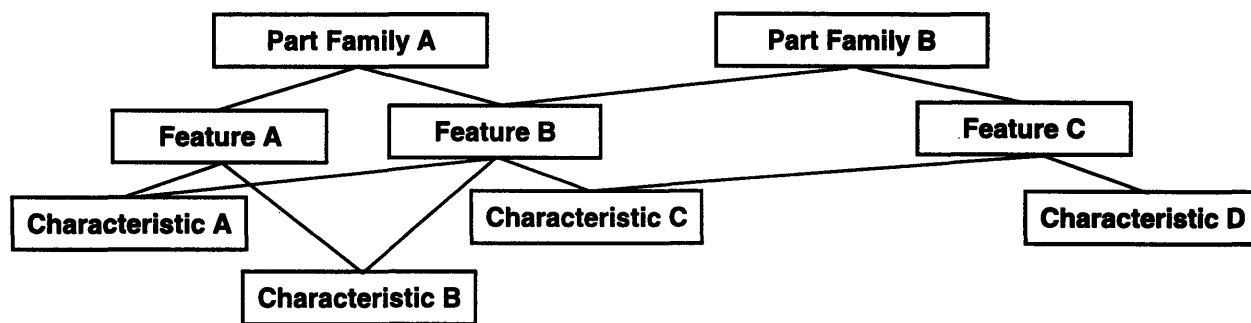 Part Family A
Part Family B
Feature A
Feature B
Feature C
Characteristic A
Characteristic C
Characteristic D
Characteristic B